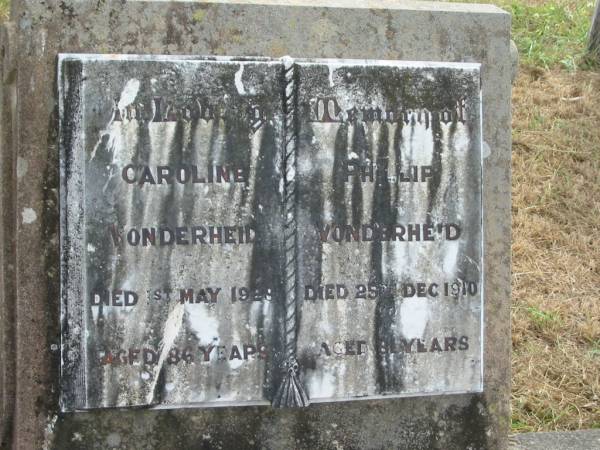 In Loving Memory of
CAROLINE
VONDERHEID
DIED 1ST MAY
AGED 86 YEARS
PHILLIP
VONDERHEID
DIED 25TH DEC 1910
AGED YEARS